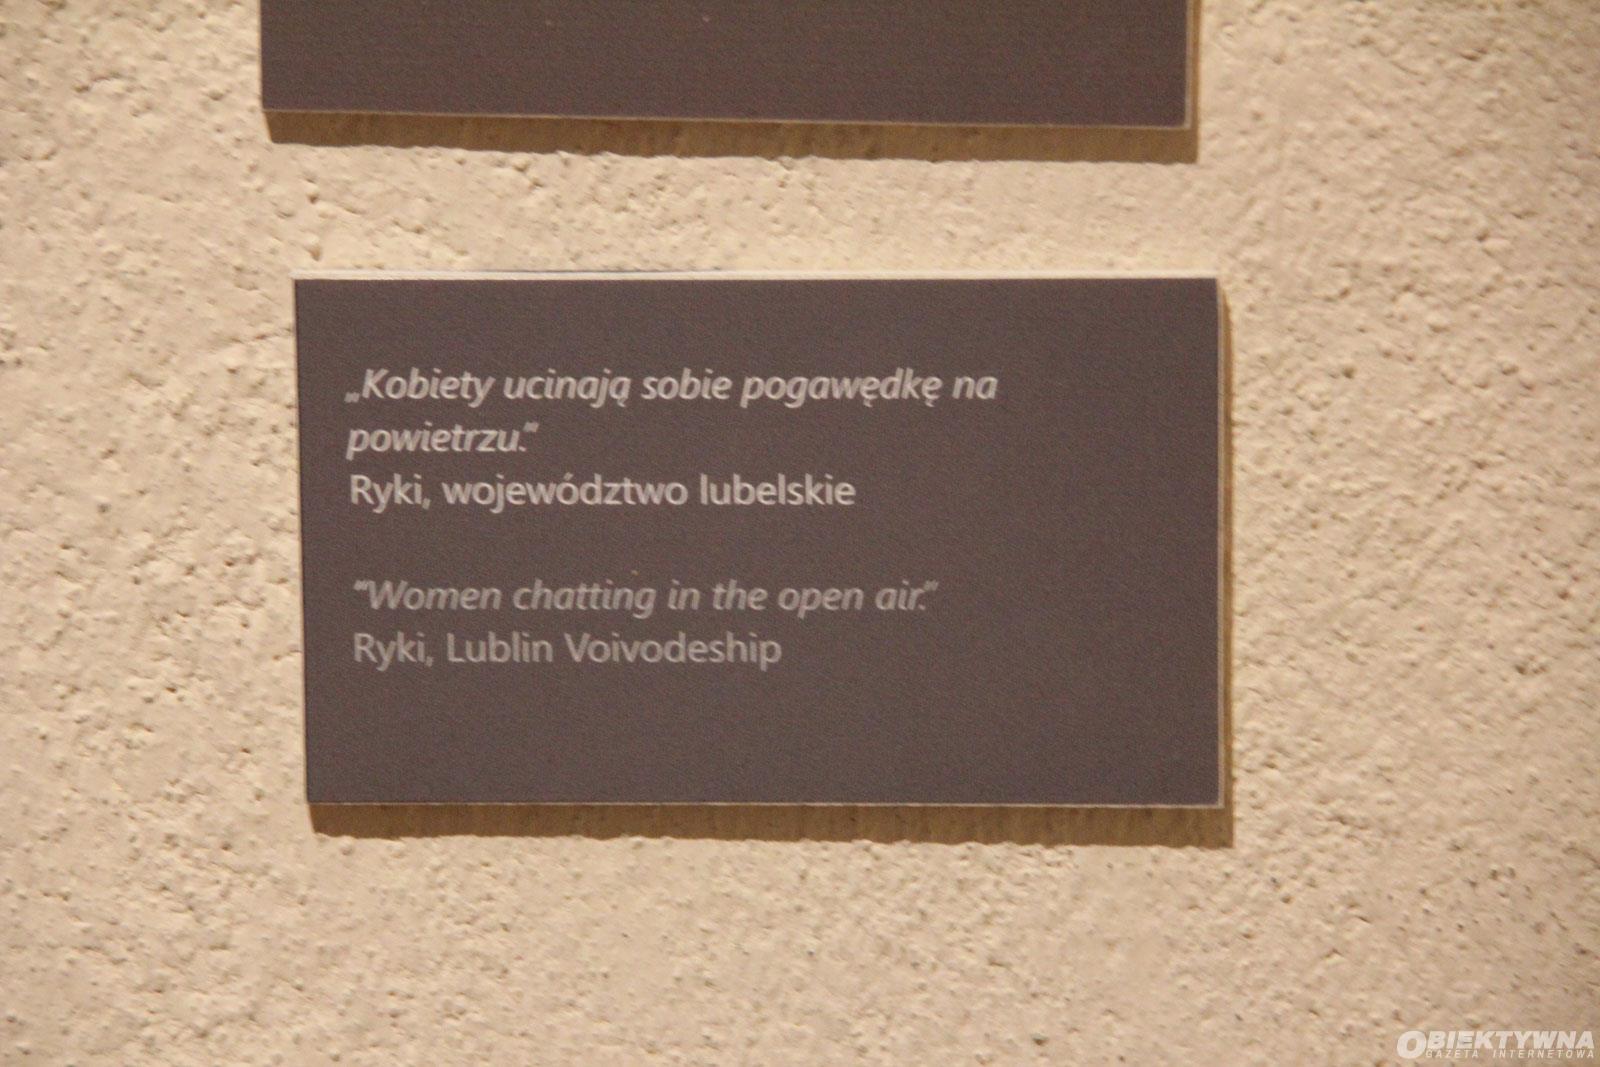 „Kobiety ucinają sobie pogawędkę na
powietrzu.”
Ryki, województwo lubelskie
“Women chatting in the open air.”
Ryki, Lublin Voivodeship
OBIEKTYWNA
GAZETA INTERNETOWA